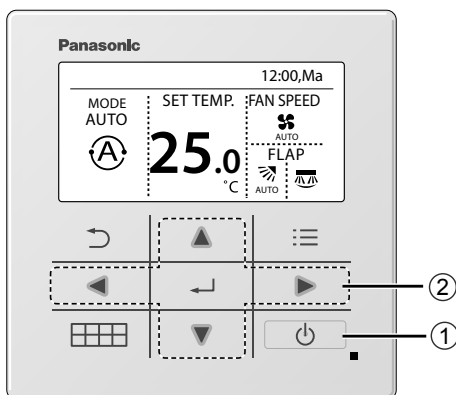 Panasonic
12:00,Ma
MODE
AUTO
A
SET TEMP.
25.0
°C
FAN SPEED
AUTO
FLAP
AUTO
2
1